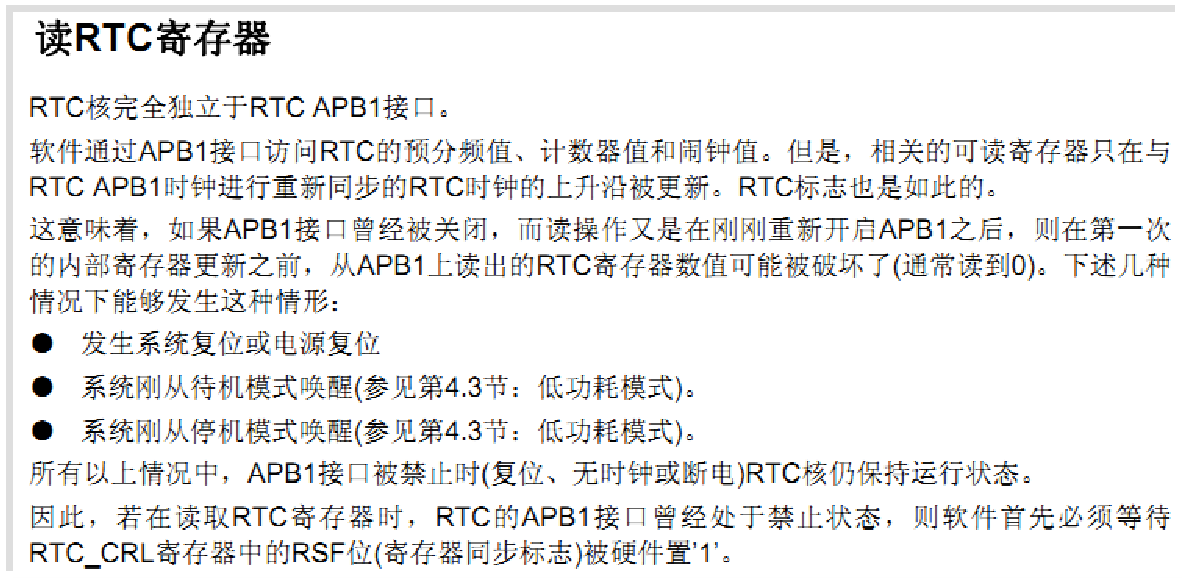 读RTC寄存器
RTC核完全独立于RTC APB1接口。
软件通过APB1接口访问RTC的预分频值、计数器值和闹钟值。但是，相关的可读寄存器只在与
RTC APB1时钟进行重新同步的RTC时钟的上升沿被更新。RTC标志也是如此的。
这意味着，如果APB1接口曾经被关闭，而读操作又是在刚刚重新开启APB1之后，则在第一次
的内部寄存器更新之前，从APB1上读出的RTC寄存器数值可能被破坏了(通常读到0)。下述几种
情况下能够发生这种情形：
● 发生系统复位或电源复位
● 系统刚从待机模式唤醒(参见第4.3节：低功耗模式)。
● 系统刚从停机模式唤醒(参见第4.3节：低功耗模式)。
所有以上情况中，APB1接口被禁止时(复位、无时钟或断电)RTC核仍保持运行状态。
因此，若在读取RTC寄存器时，RTC的APB1接口曾经处于禁止状态，则软件首先必须等待
RTC_CRL寄存器中的RSF位(寄存器同步标志)被硬件置'1'。